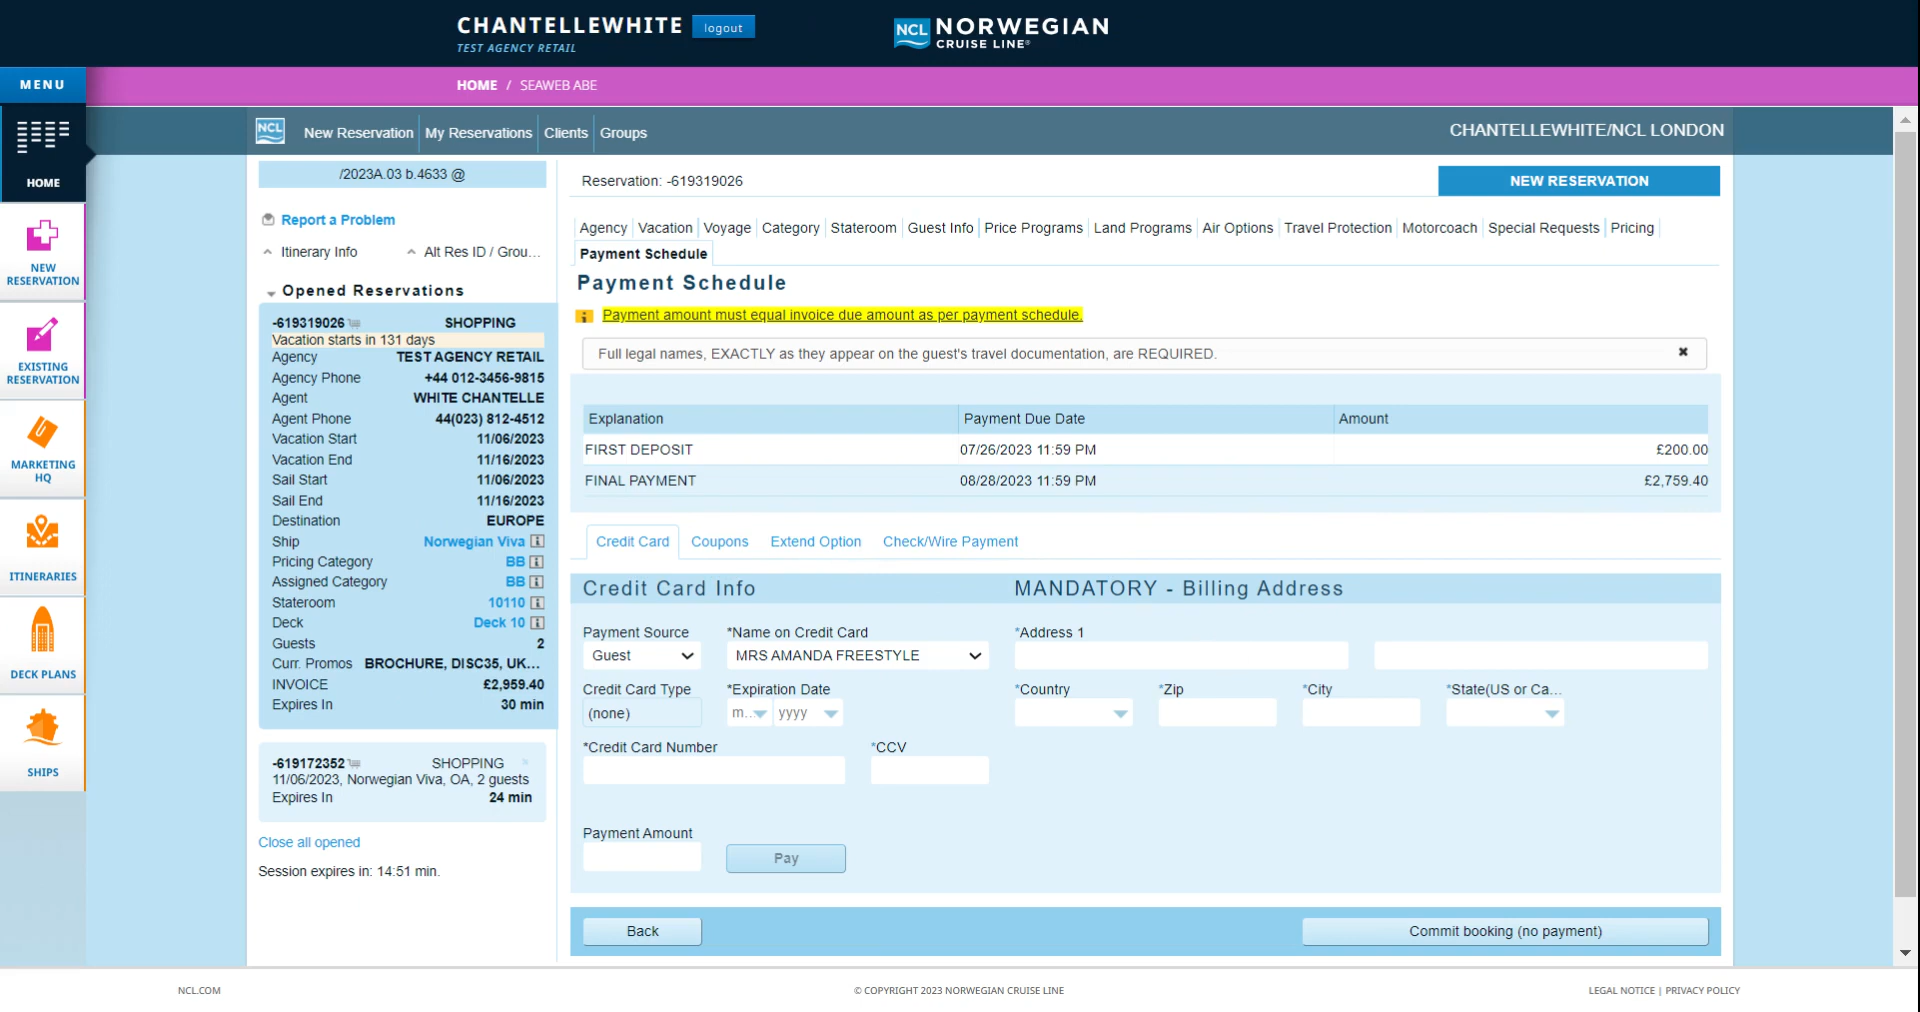 CHANTELLEWHITE logout
TEST AGENCY RETAIL
NCL NORWEGIAN
CRUISE LINE®
MENU
HOME / SEAWEB ABE
HOME
NEW
RESERVATION
EXISTING
RESERVATION
MARKETING
HQ
ITINERARIES
DECK PLANS
SHIPS
NCL New Reservation My Reservations Clients Groups
CHANTELLEWHITE/NCL LONDON
/2023A.03 b.4633 @
Report a Problem
Itinerary Info Alt Res ID / Grou...
Opened Reservations
-619319026 SHOPPING
Vacation starts in 131 days
Agency TEST AGENCY RETAIL
Agency Phone +44 012-3456-9815
Agent WHITE CHANTELLE
Agent Phone 44(023) 812-4512
Vacation Start 11/06/2023
Vacation End 11/16/2023
Sail Start 11/06/2023
Sail End 11/16/2023
Destination EUROPE
Ship Norwegian Viva
Pricing Category BB
Assigned Category BB
Stateroom 10110
Deck Deck 10
Guests 2
Curr. Promos BROCHURE, DISC35, UK...
INVOICE £2,959.40
Expires In 30 min
-619172352 SHOPPING
11/06/2023, Norwegian Viva, OA, 2 guests
Expires In 24 min
Close all opened
Session expires in: 14:51 min.
Reservation: -619319026
NEW RESERVATION
Agency Vacation Voyage Category Stateroom Guest Info Price Programs Land Programs Air Options Travel Protection Motorcoach Special Requests Pricing
Payment Schedule
Payment Schedule
Payment amount must equal invoice due amount as per payment schedule.
Full legal names, EXACTLY as they appear on the guest's travel documentation, are REQUIRED.
Explanation Payment Due Date Amount
FIRST DEPOSIT 07/26/2023 11:59 PM £200.00
FINAL PAYMENT 08/28/2023 11:59 PM £2,759.40
Credit Card Coupons Extend Option Check/Wire Payment
Credit Card Info MANDATORY - Billing Address
Payment Source *Name on Credit Card *Address 1
Guest MRS AMANDA FREESTYLE
Credit Card Type *Expiration Date *Country *Zip *City *State(US or Ca...
(none) m... yyyy
*Credit Card Number *CCV
Payment Amount
Pay
Back Commit booking (no payment)
NCL.COM © COPYRIGHT 2023 NORWEGIAN CRUISE LINE LEGAL NOTICE | PRIVACY POLICY